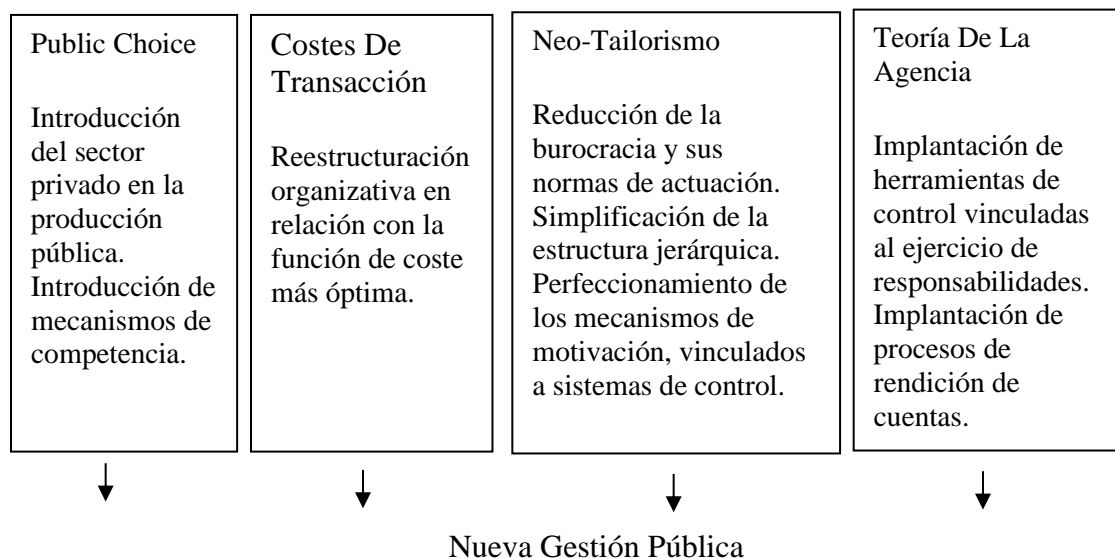 Public Choice
Introducción
del sector
privado en la
producción
pública.
Introducción de
mecanismos de
competencia.
Costes De
Transacción
Reestructuración
organizativa en
relación con la
función de coste
más óptima.
Neo-Tailorismo
Reducción de la
burocracia y sus
normas de actuación.
Simplificación de la
estructura jerárquica.
Perfeccionamiento de
los mecanismos de
motivación, vinculados
a sistemas de control.
Teoría De La
Agencia
Implantación de
herramientas de
control vinculadas
al ejercicio de
responsabilidades.
Implantación de
procesos de
rendición de
cuentas.
Nueva Gestión Pública